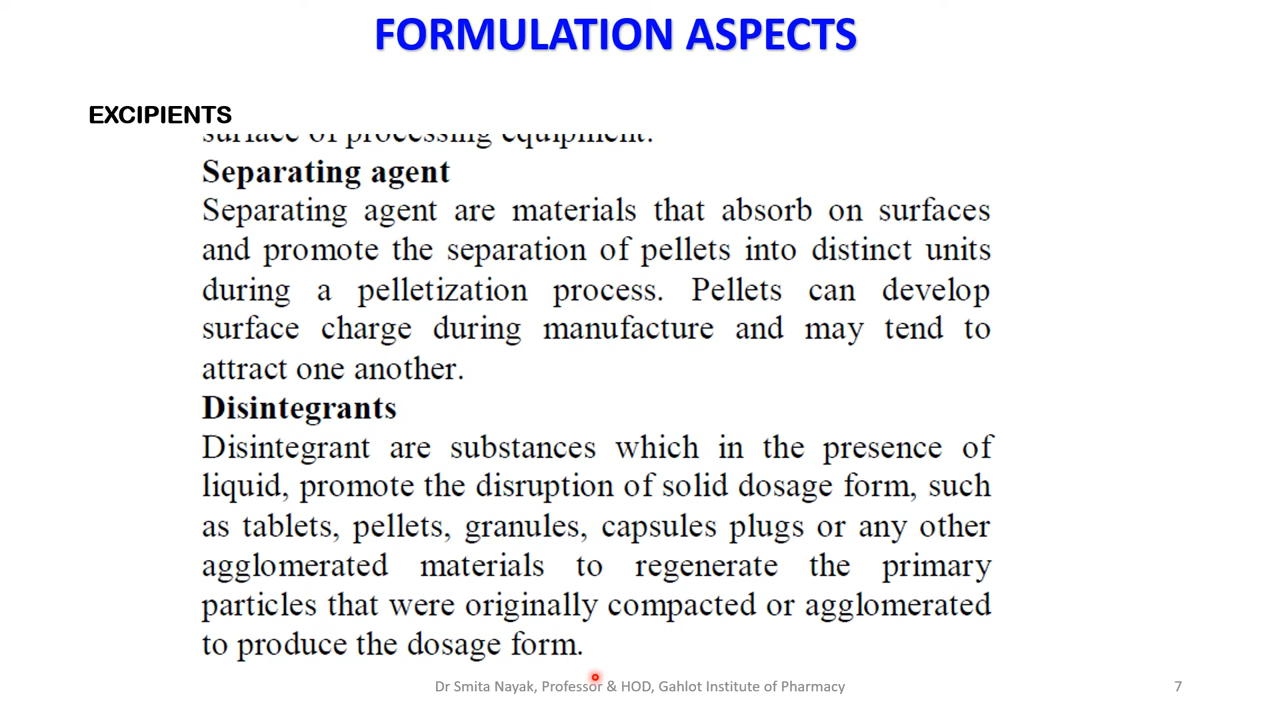 FORMULATION ASPECTS
EXCIPIENTS
surface of processing equipment.
Separating agent
Separating agent are materials that absorb on surfaces
and promote the separation of pellets into distinct units
during a pelletization process. Pellets can develop
surface charge during manufacture and may tend to
attract one another.
Disintegrants
Disintegrant are substances which in the presence of
liquid, promote the disruption of solid dosage form, such
as tablets, pellets, granules, capsules plugs or any other
agglomerated materials to regenerate the primary
particles that were originally compacted or agglomerated
to produce the dosage form.
Dr Smita Nayak, Professor & HOD, Gahlot Institute of Pharmacy
7